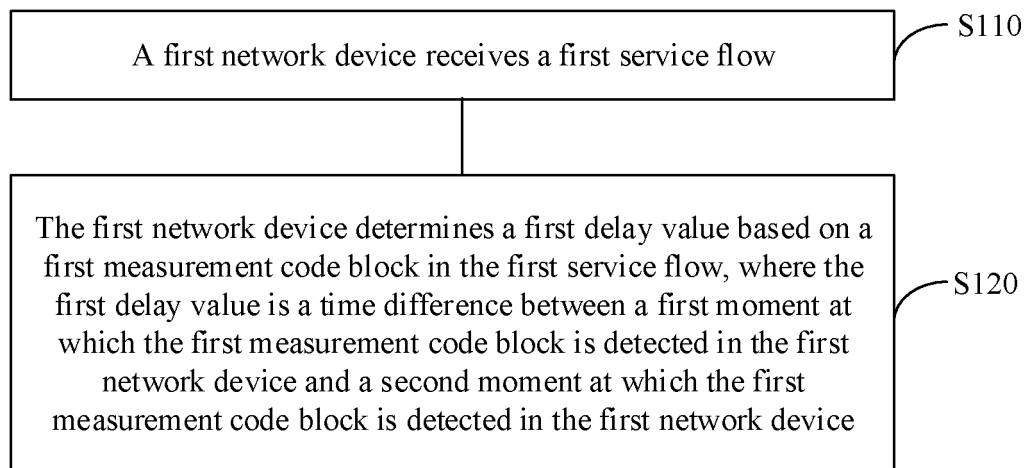 A first network device receives a first service flow
S110
The first network device determines a first delay value based on a
first measurement code block in the first service flow, where the
first delay value is a time difference between a first moment at
which the first measurement code block is detected in the first
network device and a second moment at which the first
measurement code block is detected in the first network device
S120